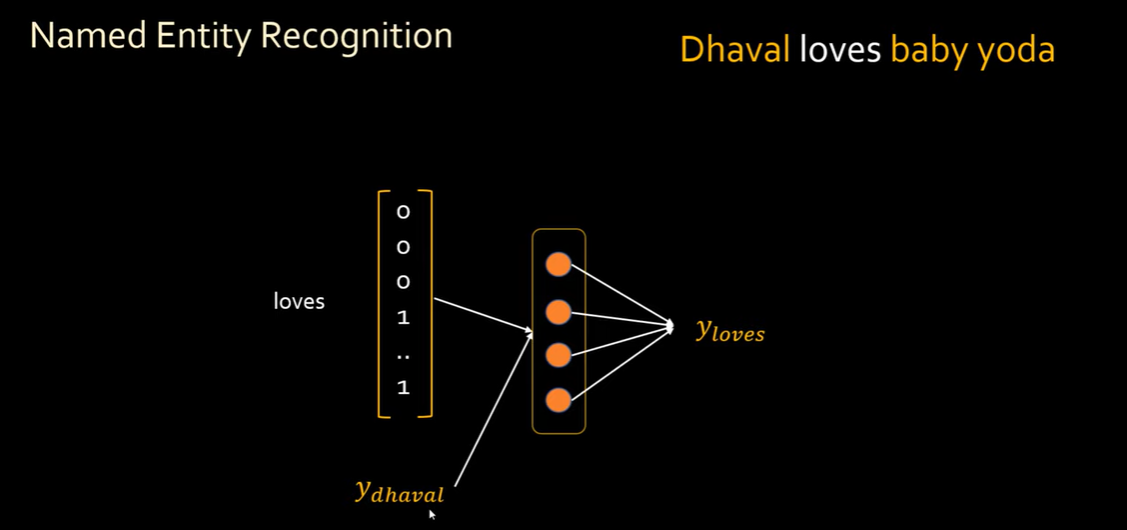 Named Entity Recognition
Dhaval loves baby yoda
0
0
0
1
..
1
loves
y_loves
y_dhaval